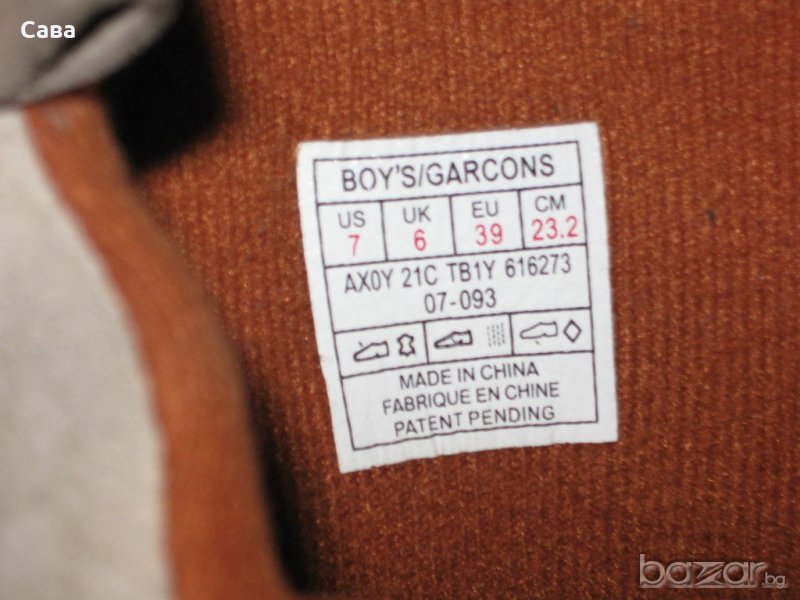 Сава
BOY'S/GARCONS
US UK EU CM
7 6 39 23.2
AX0Y 21C TB1Y 616273
07-093
MADE IN CHINA
FABRIQUE EN CHINE
PATENT PENDING
bazar.bg